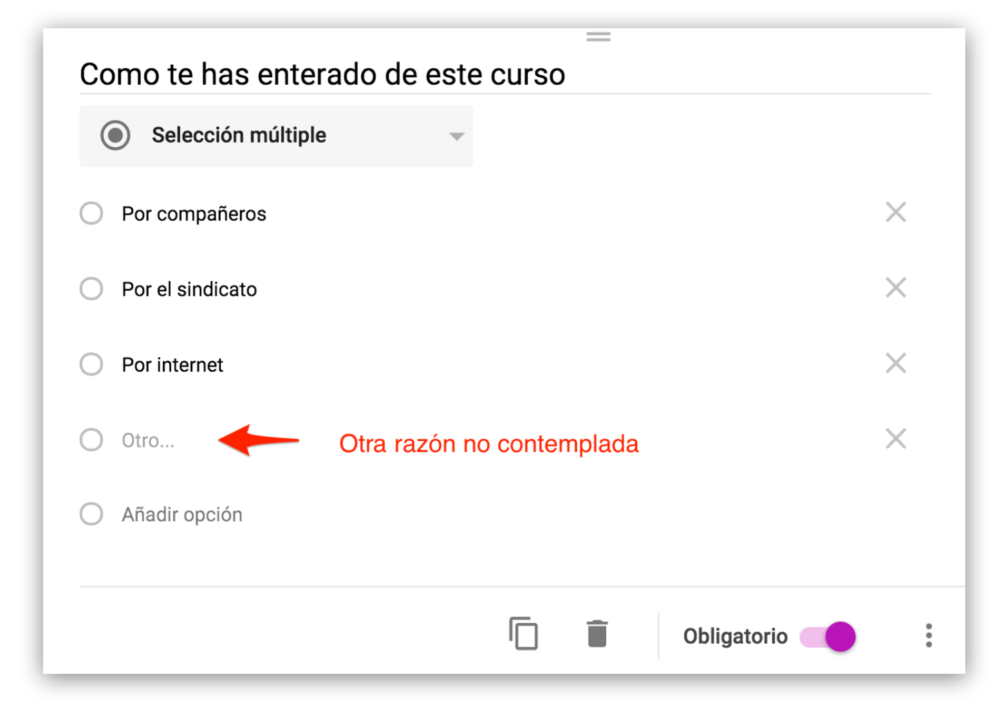 Como te has enterado de este curso
Selección múltiple
Por compañeros
Por el sindicato
Por internet
Otro... Otra razón no contemplada
Añadir opción
Obligatorio